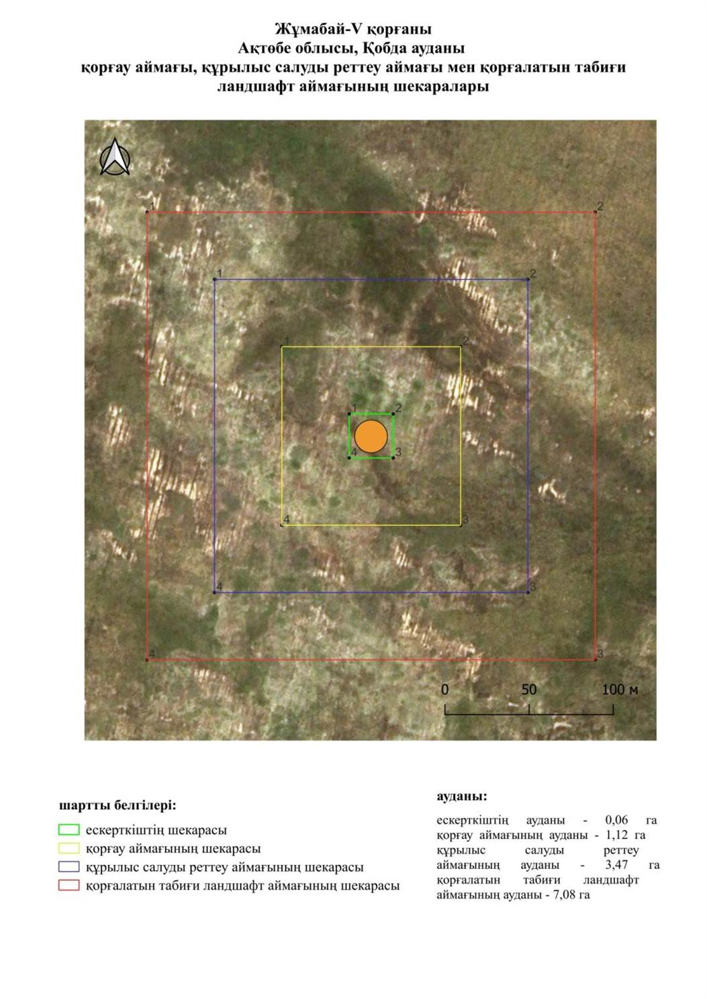 Жұмабай-V қорғаны
Ақтөбе облысы, Қобда ауданы
қорғау аймағы, құрылыс салуды реттеу аймағы мен қорғалатын табиғи
ландшафт аймағының шекаралары
1
2
1
2
1
2
1
2
4
3
4
3
4
3
4
3
0 50 100 м
шартты белгілері:
ескерткіштің шекарасы
қорғау аймағының шекарасы
құрылыс салуды реттеу аймағының шекарасы
қорғалатын табиғи ландшафт аймағының шекарасы
ауданы:
ескерткіштің ауданы - 0,06 га
қорғау аймағының ауданы - 1,12 га
құрылыс салуды реттеу
аймағының ауданы - 3,47 га
қорғалатын табиғи ландшафт
аймағының ауданы - 7,08 га